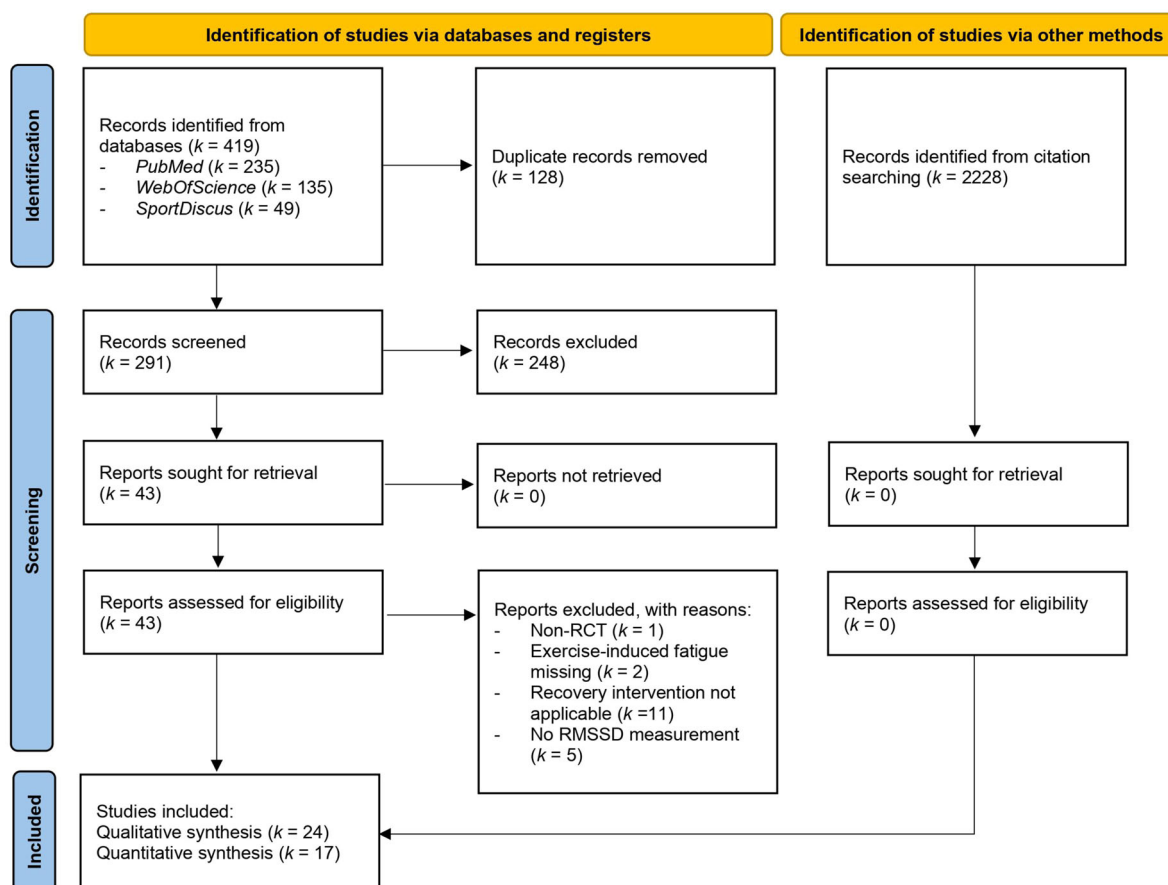 Identification of studies via databases and registers
Identification of studies via other methods
Identification
Records identified from
databases (k = 419)
- PubMed (k = 235)
- WebOfScience (k = 135)
- SportDiscus (k = 49)
Duplicate records removed
(k = 128)
Records identified from citation
searching (k = 2228)
Screening
Records screened
(k = 291)
Records excluded
(k = 248)
Reports sought for retrieval
(k = 43)
Reports not retrieved
(k = 0)
Reports sought for retrieval
(k = 0)
Reports assessed for eligibility
(k = 43)
Reports excluded, with reasons:
- Non-RCT (k = 1)
- Exercise-induced fatigue
missing (k = 2)
- Recovery intervention not
applicable (k =11)
- No RMSSD measurement
(k = 5)
Reports assessed for eligibility
(k = 0)
Included
Studies included:
Qualitative synthesis (k = 24)
Quantitative synthesis (k = 17)